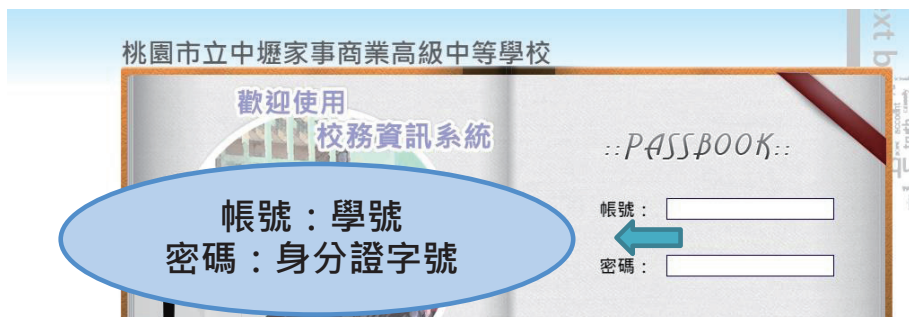 桃園市立中壢家事商業高級中等學校
歡迎使用
校務資訊系統
::PASSBOOK::
帳號：
密碼：
帳號：學號
密碼：身分證字號